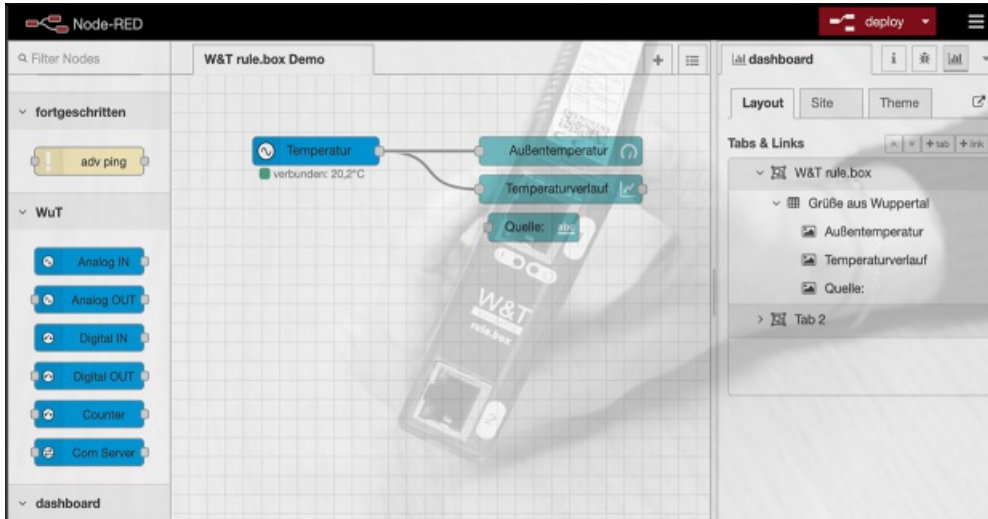 Node-RED
deploy
Filter Nodes
W&T rule.box Demo
dashboard
i
fortgeschritten
adv ping
WuT
Analog IN
Analog OUT
Digital IN
Digital OUT
Counter
Com Server
dashboard
Temperatur
verbunden: 20,2°C
Außentemperatur
Temperaturverlauf
Quelle:
abc
W&T
rule.box
2
Layout
Site
Theme
Tabs & Links
+ tab
+ link
W&T rule.box
Grüße aus Wuppertal
Außentemperatur
Temperaturverlauf
Quelle:
Tab 2